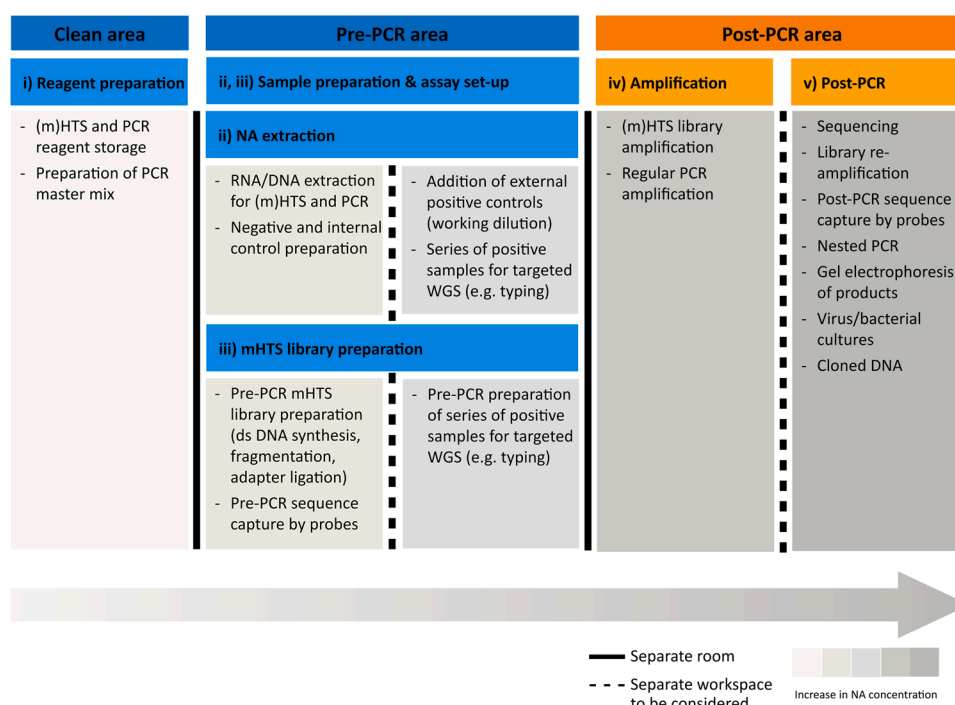 Clean area
Pre-PCR area
Post-PCR area
i) Reagent preparation
ii, iii) Sample preparation & assay set-up
iv) Amplification
v) Post-PCR
- (m)HTS and PCR
reagent storage
- Preparation of PCR
master mix
ii) NA extraction
- RNA/DNA extraction
for (m)HTS and PCR
- Negative and internal
control preparation
- Addition of external
positive controls
(working dilution)
- Series of positive
samples for targeted
WGS (e.g. typing)
iii) mHTS library preparation
- Pre-PCR mHTS
library preparation
(ds DNA synthesis,
fragmentation,
adapter ligation)
- Pre-PCR sequence
capture by probes
- Pre-PCR preparation
of series of positive
samples for targeted
WGS (e.g. typing)
- (m)HTS library
amplification
- Regular PCR
amplification
- Sequencing
- Library re-
amplification
- Post-PCR sequence
capture by probes
- Nested PCR
- Gel electrophoresis
of products
- Virus/bacterial
cultures
- Cloned DNA
Separate room
Separate workspace
to be considered
Increase in NA concentration